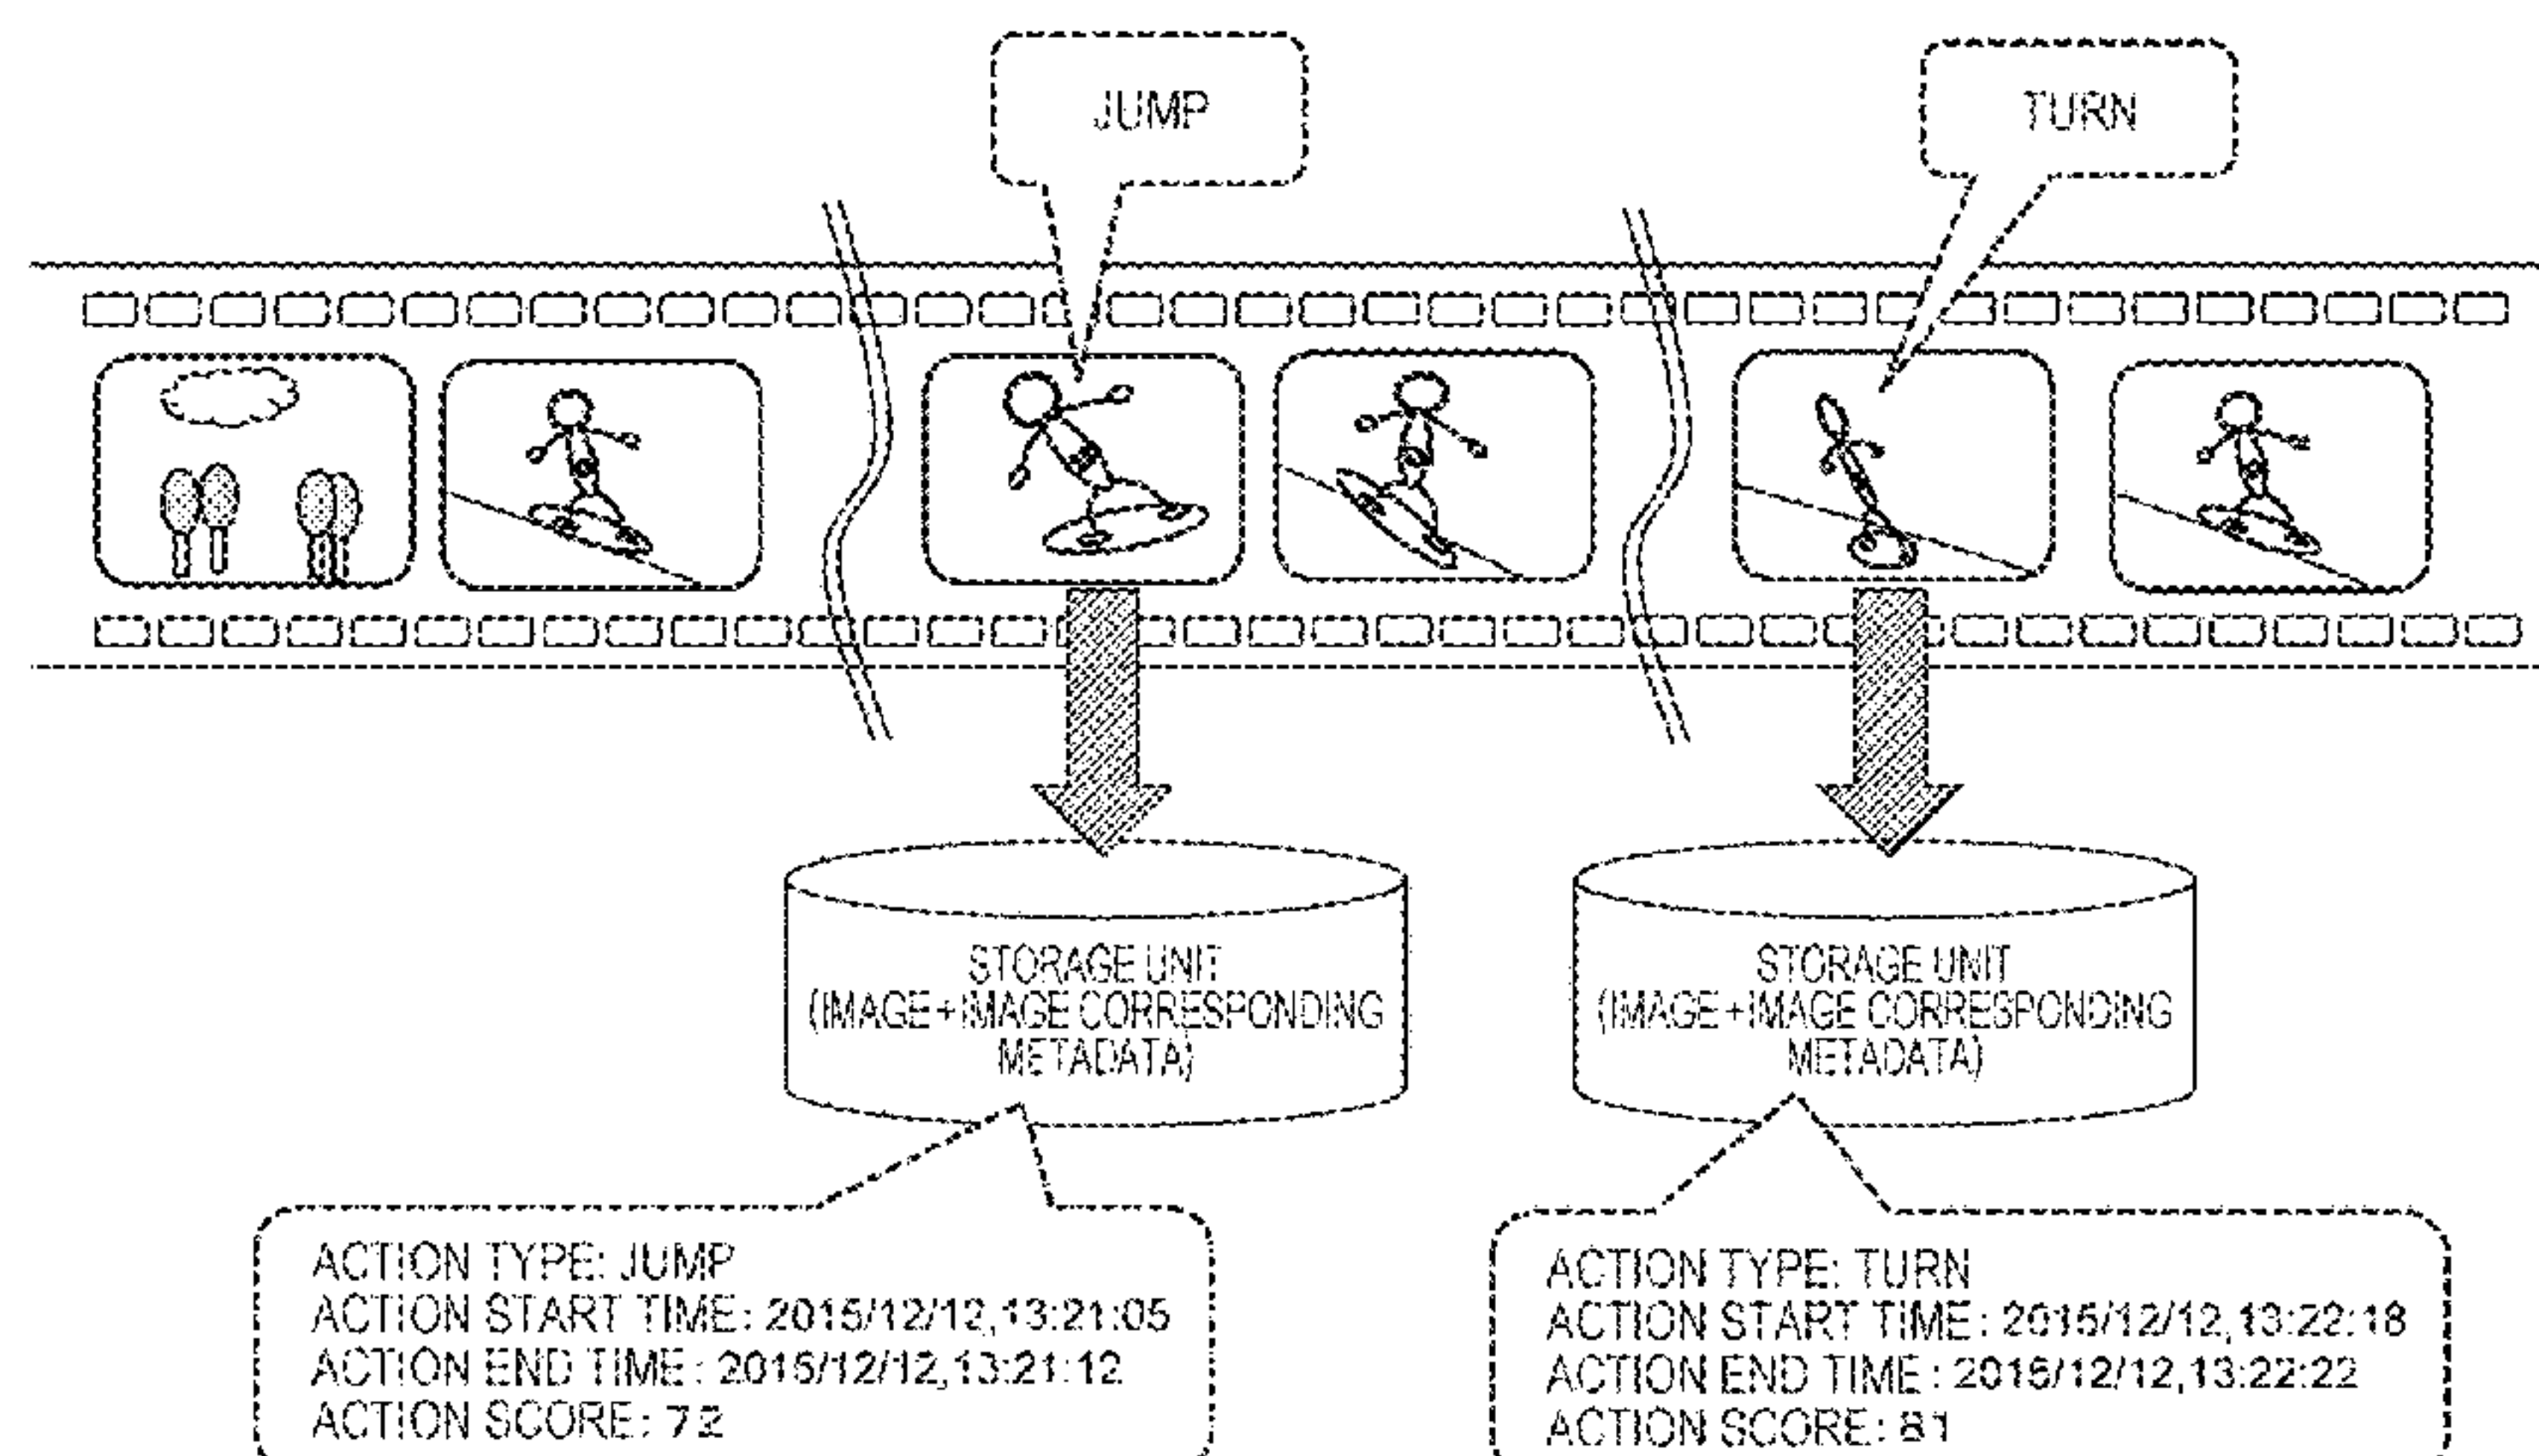 JUMP
TURN
STORAGE UNIT
(IMAGE+IMAGE CORRESPONDING
METADATA)
STORAGE UNIT
(IMAGE+IMAGE CORRESPONDING
METADATA)
ACTION TYPE: JUMP
ACTION START TIME: 2015/12/12,13:21:05
ACTION END TIME: 2015/12/12,13:21:12
ACTION SCORE: 72
ACTION TYPE: TURN
ACTION START TIME: 2015/12/12,13:22:18
ACTION END TIME: 2015/12/12,13:22:22
ACTION SCORE: 81